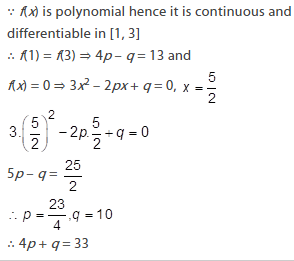 ∵ f(x) is polynomial hence it is continuous and
differentiable in [1, 3]
∴ f(1) = f(3) ⇒ 4p – q = 13 and
f(x) = 0 ⇒ 3x² – 2px + q = 0, x = 5/2
3.(5/2)² – 2p.5/2 + q = 0
5p – q = 25/2
∴ p = 23/4, q = 10
∴ 4p + q = 33